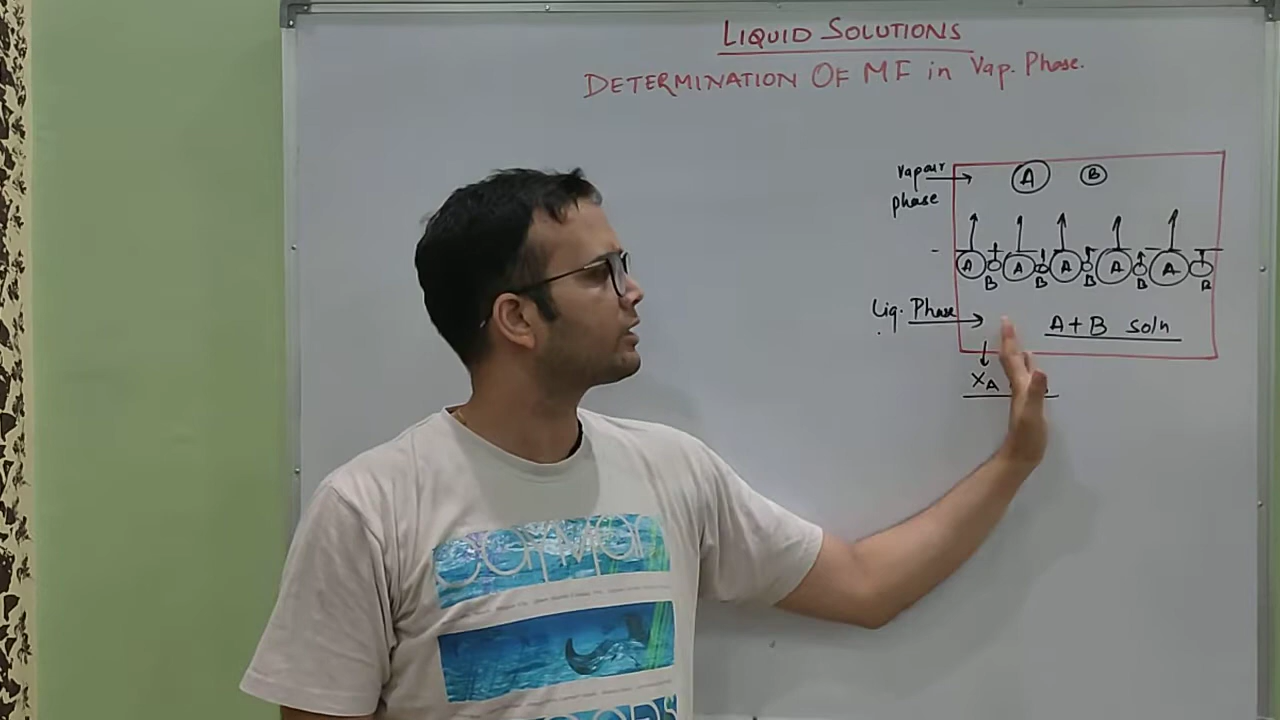 LIQUID SOLUTIONS
DETERMINATION OF MF in Vap. Phase.
Vapour phase
A B
A B A B A B A B A B
Liq. Phase
A+B soln
XA